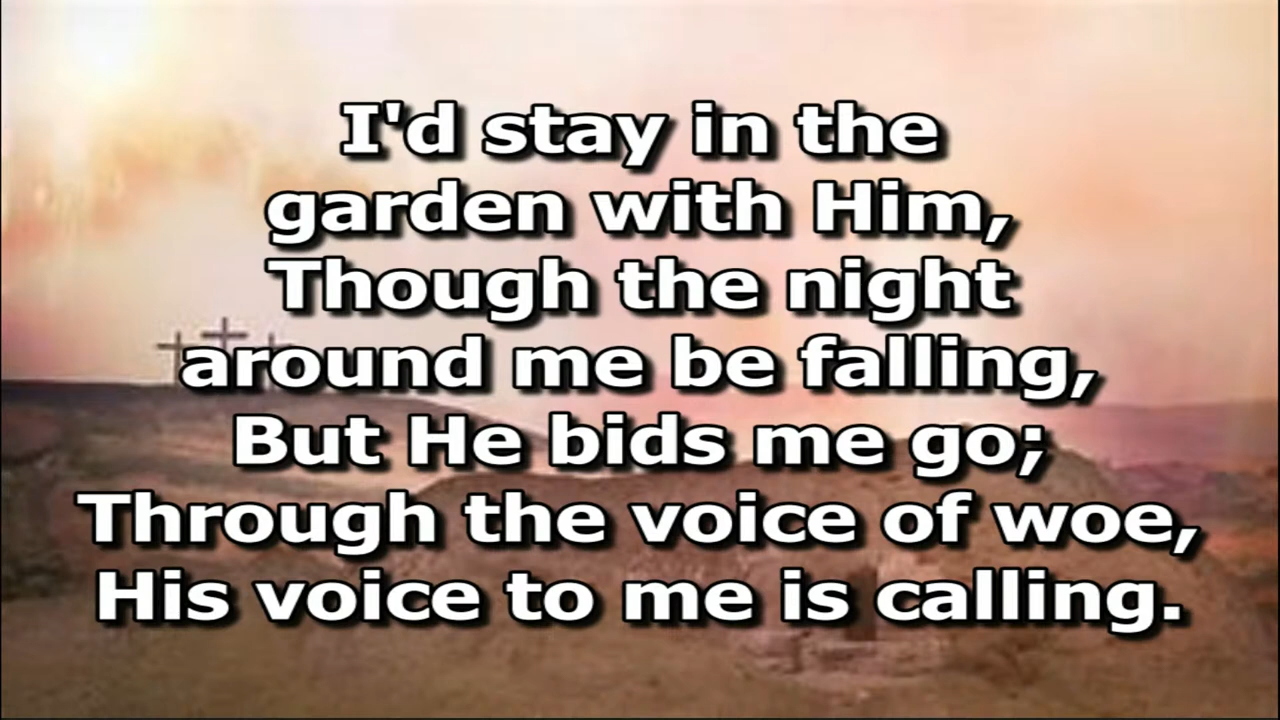 I'd stay in the
garden with Him,
Though the night
around me be falling,
But He bids me go;
Through the voice of woe,
His voice to me is calling.